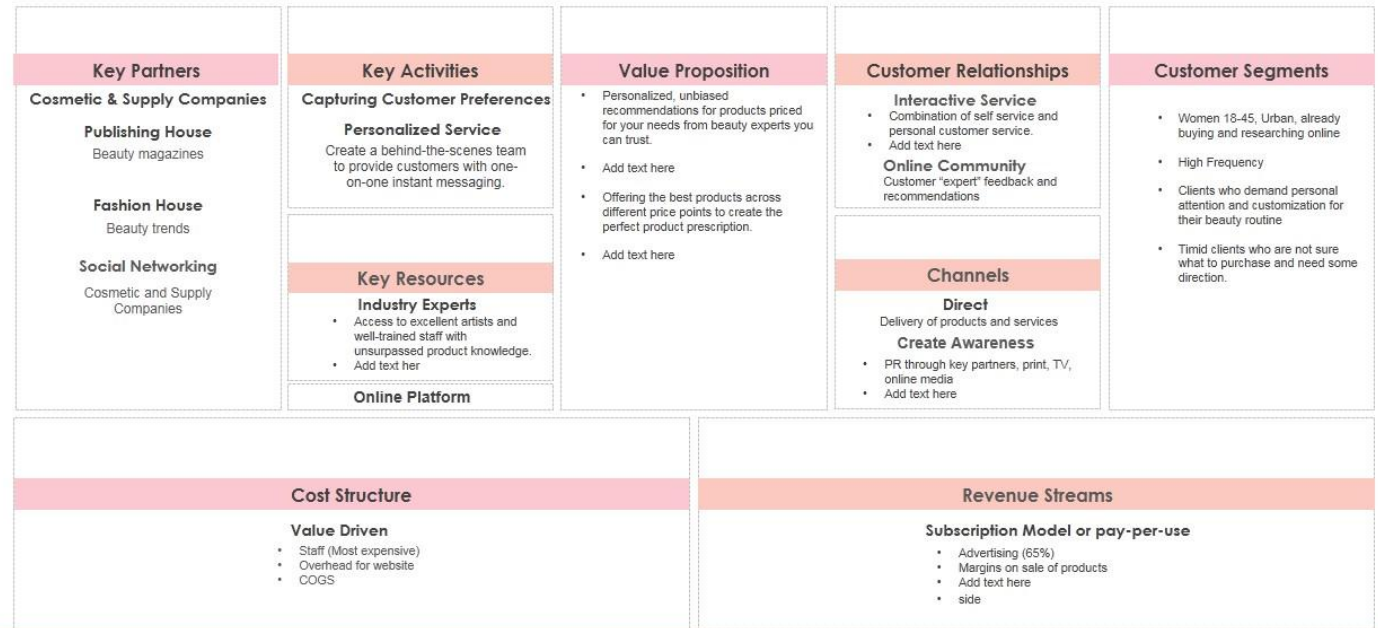 Key Partners
Cosmetic & Supply Companies
Publishing House
Beauty magazines
Fashion House
Beauty trends
Social Networking
Cosmetic and Supply
Companies
Key Activities
Capturing Customer Preferences
Personalized Service
Create a behind-the-scenes team
to provide customers with one-
on-one instant messaging.
Key Resources
Industry Experts
• Access to excellent artists and
well-trained staff with
unsurpassed product knowledge.
• Add text her
Online Platform
Value Proposition
• Personalized, unbiased
recommendations for products priced
for your needs from beauty experts you
can trust.
• Add text here
• Offering the best products across
different price points to create the
perfect product prescription.
• Add text here
Customer Relationships
Interactive Service
• Combination of self service and
personal customer service.
• Add text here
Online Community
Customer “expert” feedback and
recommendations
Channels
Direct
Delivery of products and services
Create Awareness
• PR through key partners, print, TV,
online media
• Add text here
Customer Segments
• Women 18-45, Urban, already
buying and researching online
• High Frequency
• Clients who demand personal
attention and customization for
their beauty routine
• Timid clients who are not sure
what to purchase and need some
direction.
Cost Structure
Value Driven
• Staff (Most expensive)
• Overhead for website
• COGS
Revenue Streams
Subscription Model or pay-per-use
• Advertising (65%)
• Margins on sale of products
• Add text here
• side